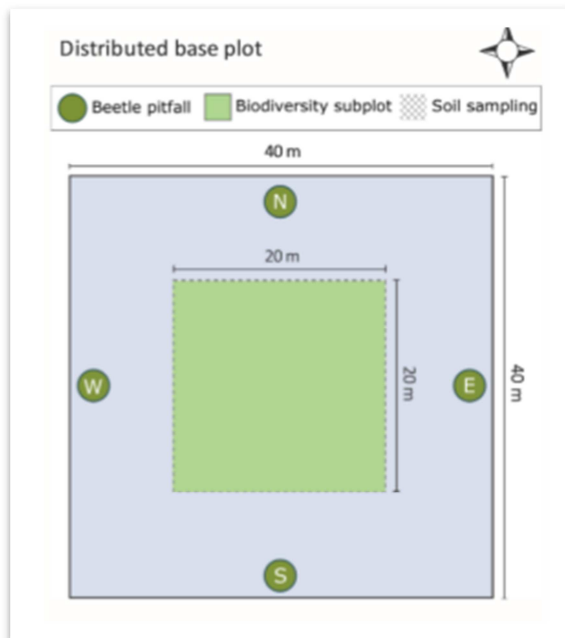 Distributed base plot
Beetle pitfall Biodiversity subplot Soil sampling
40 m
N
20 m
W
20 m
E
40 m
S